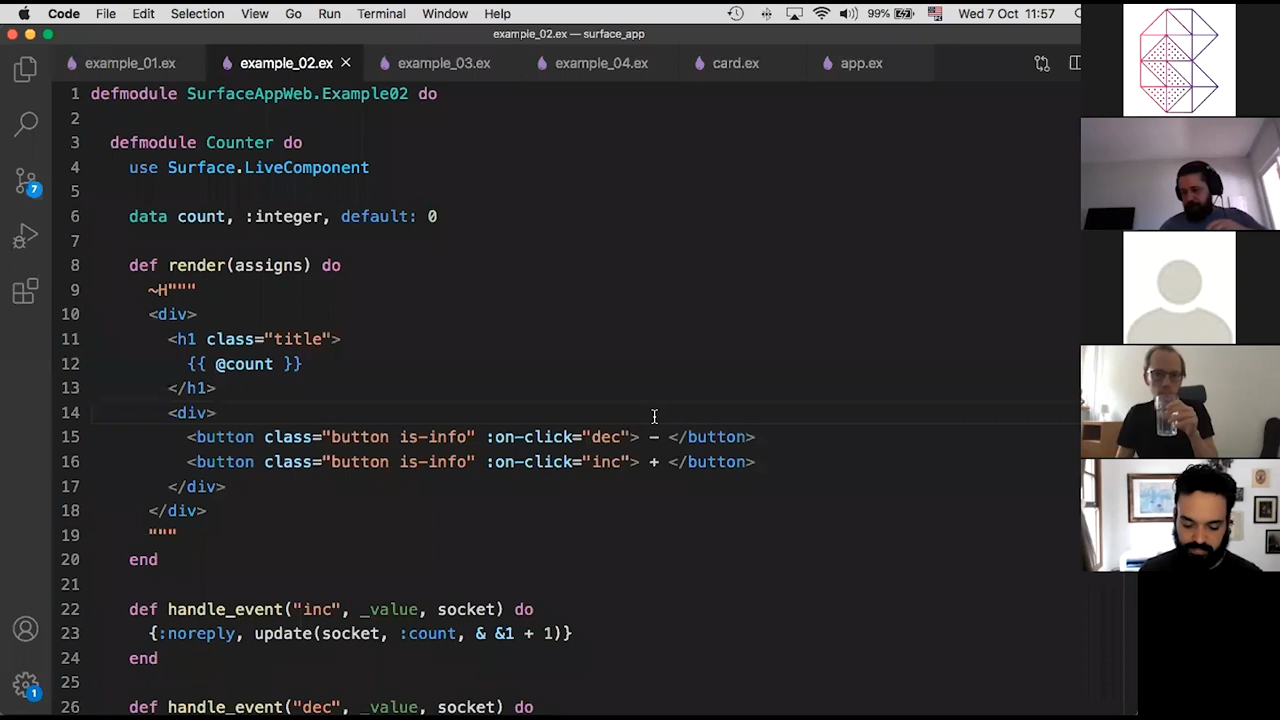 Code File Edit Selection View Go Run Terminal Window Help 99% Wed 7 Oct 11:57
example_02.ex — surface_app
example_01.ex example_02.ex example_03.ex example_04.ex card.ex app.ex
1 defmodule SurfaceAppWeb.Example02 do
2
3 defmodule Counter do
4 use Surface.LiveComponent
5
6 data count, :integer, default: 0
7
8 def render(assigns) do
9 ~H"""
10 <div>
11 <h1 class="title">
12 {{ @count }}
13 </h1>
14 <div>
15 <button class="button is-info" :on-click="dec"> - </button>
16 <button class="button is-info" :on-click="inc"> + </button>
17 </div>
18 </div>
19 """
20 end
21
22 def handle_event("inc", _value, socket) do
23 {:noreply, update(socket, :count, & &1 + 1)}
24 end
25
26 def handle_event("dec", _value, socket) do
7
1